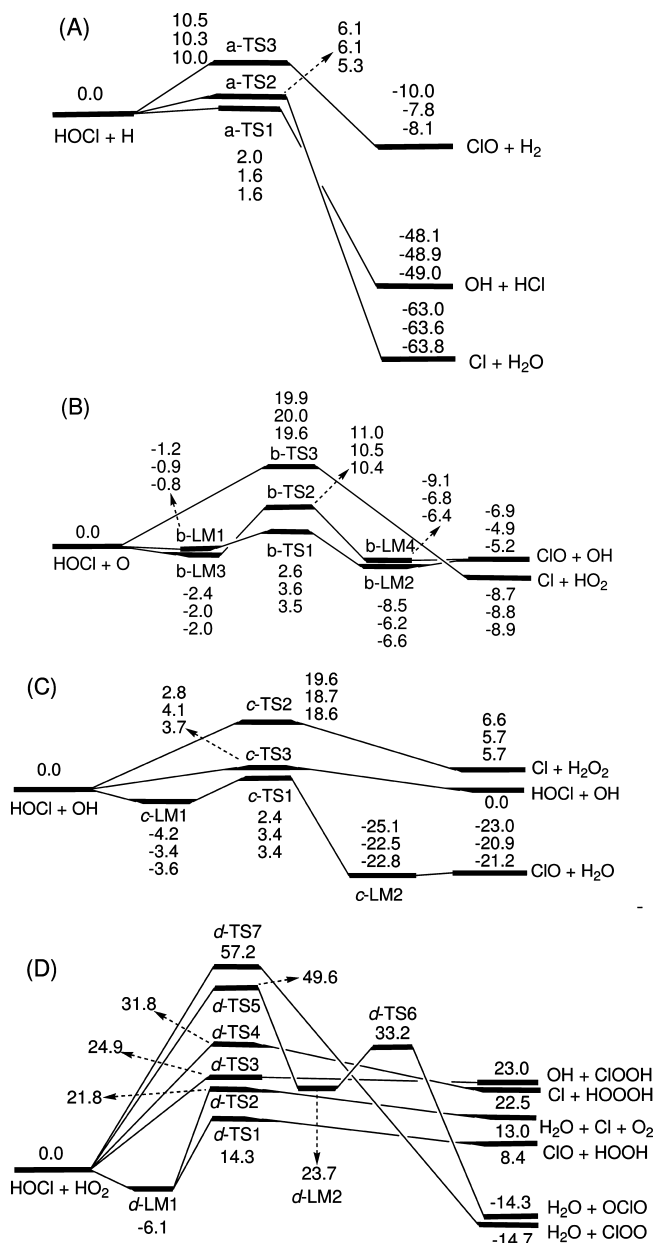 (A)
10.5
10.3
10.0
a-TS3
6.1
6.1
5.3
a-TS2
0.0
HOCl + H
a-TS1
2.0
1.6
1.6
-10.0
-7.8
-8.1
ClO + H2
-48.1
-48.9
-49.0
OH + HCl
-63.0
-63.6
-63.8
Cl + H2O
(B)
19.9
20.0
19.6
b-TS3
11.0
10.5
10.4
-1.2
-0.9
-0.8
b-TS2
-9.1
-6.8
-6.4
-6.9
-4.9
-5.2
0.0
HOCl + O
b-LM1
b-LM3
-2.4
-2.0
-2.0
b-TS1
2.6
3.6
3.5
b-LM4
b-LM2
-8.5
-6.2
-6.6
ClO + OH
Cl + HO2
-8.7
-8.8
-8.9
(C)
2.8
4.1
3.7
c-TS2
19.6
18.7
18.6
6.6
5.7
5.7
Cl + H2O2
0.0
HOCl + OH
c-TS3
HOCl + OH
0.0
c-LM1
-4.2
-3.4
-3.6
c-TS1
2.4
3.4
3.4
-25.1
-22.5
-22.8
c-LM2
-23.0
-20.9
-21.2
ClO + H2O
-
(D)
d-TS7
57.2
49.6
d-TS5
d-TS6
33.2
31.8
d-TS4
24.9
d-TS3
23.0
OH + ClOOH
Cl + HOOOH
22.5
21.8
d-TS2
H2O + Cl + O2
13.0
d-TS1
14.3
ClO + HOOH
8.4
0.0
HOCl + HO2
d-LM1
-6.1
23.7
d-LM2
-14.3
H2O + OClO
H2O + ClOO
-14.7